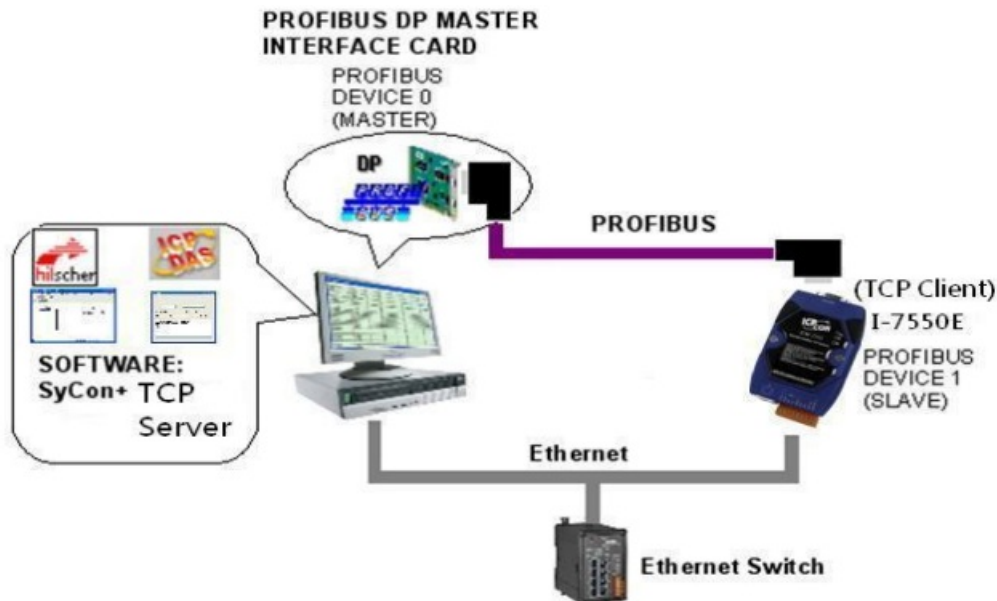 PROFIBUS DP MASTER
INTERFACE CARD
PROFIBUS
DEVICE 0
(MASTER)
DP
PROFIBUS
hilscher
ICP
DAS
SOFTWARE:
SyCon+ TCP
Server
(TCP Client)
I-7550E
PROFIBUS
DEVICE 1
(SLAVE)
Ethernet
Ethernet Switch